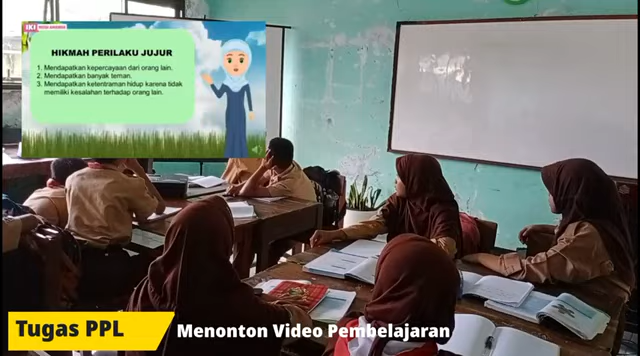 HIKMAH PERILAKU JUJUR
1. Mendapatkan kepercayaan dari orang lain.
2. Mendapatkan banyak teman.
3. Mendapatkan ketentraman hidup karena tidak
memiliki kesalahan terhadap orang lain.
Tugas PPL
Menonton Video Pembelajaran